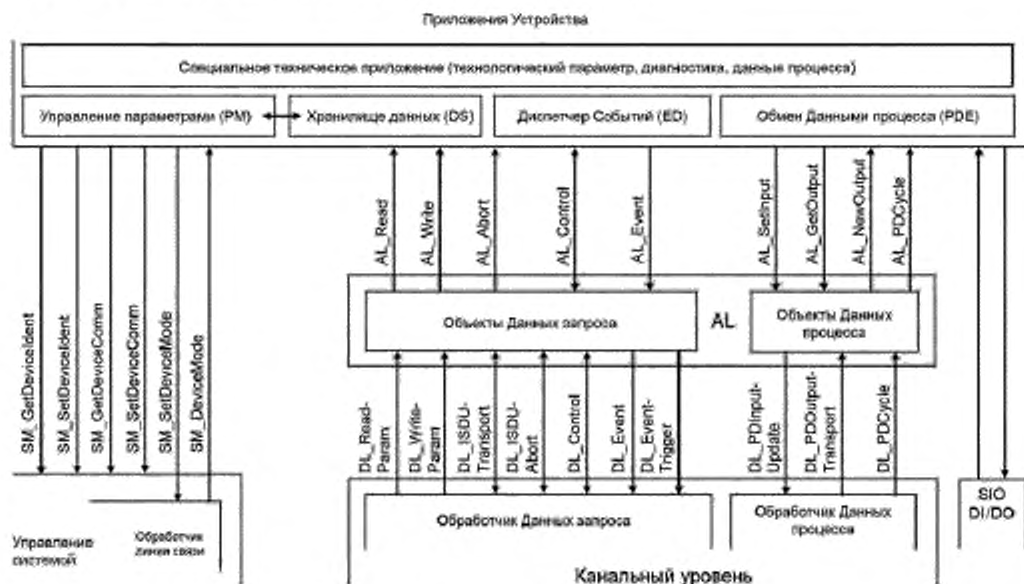 Приложения Устройства
Специальное техническое приложение (технологический параметр, диагностика, данные процесса)
Управление параметрами (PM)
Хранилище данных (DS)
Диспетчер Событий (ED)
Обмен Данными процесса (PDE)
SM_GetDeviceIdent
SM_SetDeviceIdent
SM_GetDeviceComm
SM_SetDeviceComm
SM_SetDeviceMode
SM_DeviceMode
AL_Read
AL_Write
AL_Abort
AL_Control
AL_Event
AL_SetInput
AL_GetOutput
AL_NewOutput
AL_PDCycle
Объекты Данных запроса
AL
Объекты Данных
процесса
DL_Read-
Param
DL_Write-
Param
DL_ISDU-
Transport
DL_ISDU-
Abort
DL_Control
DL_Event
DL_Event-
Trigger
DL_PDInput-
Update
DL_PDOutput-
Transport
DL_PDCycle
Управление
системой
Обработчик
линии связи
Обработчик Данных запроса
Обработчик Данных
процесса
SIO
DI/DO
Канальный уровень